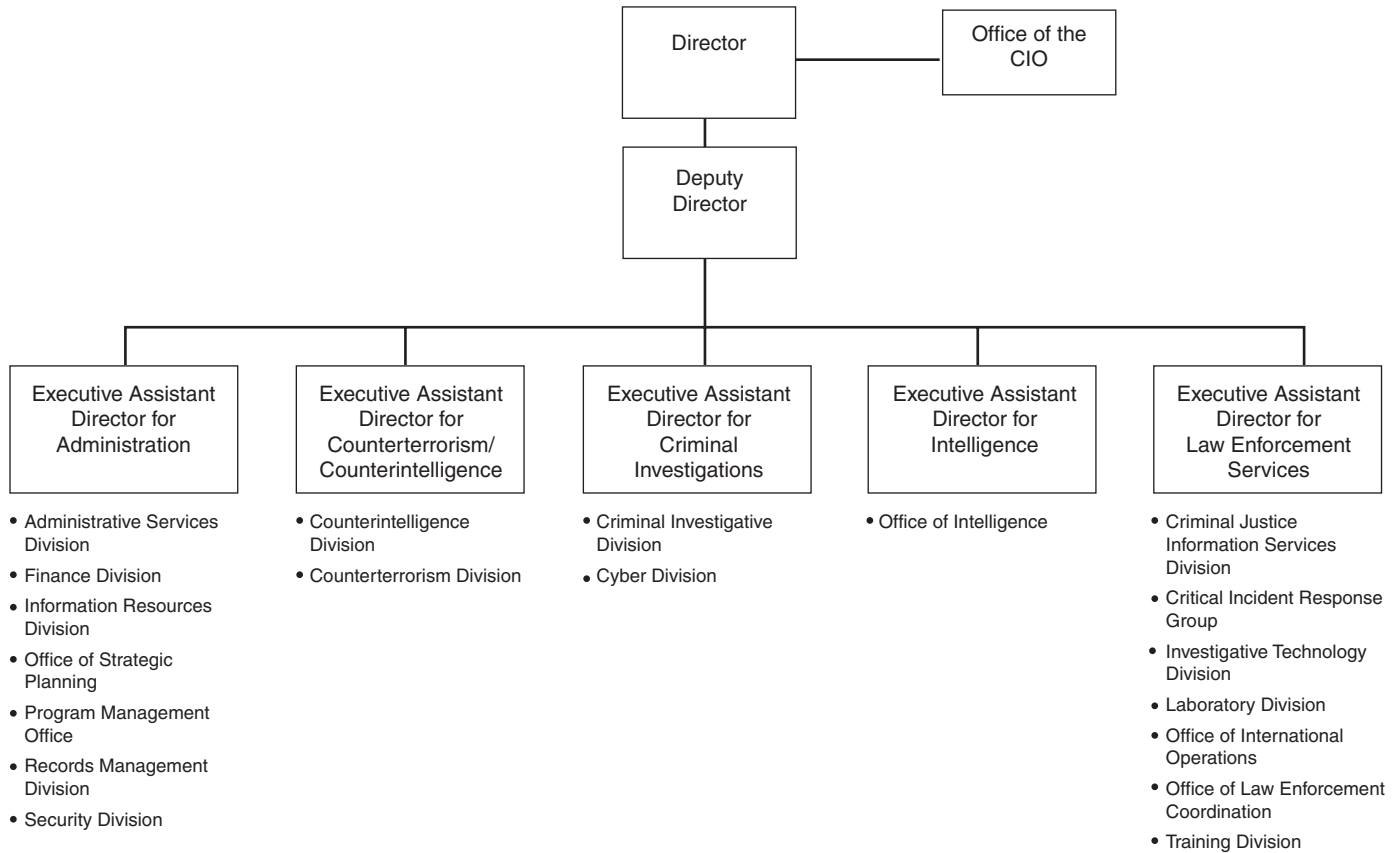 Director
Office of the
CIO
Deputy
Director
Executive Assistant
Director for
Administration
• Administrative Services
Division
• Finance Division
• Information Resources
Division
• Office of Strategic
Planning
• Program Management
Office
• Records Management
Division
• Security Division
Executive Assistant
Director for
Counterterrorism/
Counterintelligence
• Counterintelligence
Division
• Counterterrorism Division
Executive Assistant
Director for
Criminal
Investigations
• Criminal Investigative
Division
• Cyber Division
Executive Assistant
Director for
Intelligence
• Office of Intelligence
Executive Assistant
Director for
Law Enforcement
Services
• Criminal Justice
Information Services
Division
• Critical Incident Response
Group
• Investigative Technology
Division
• Laboratory Division
• Office of International
Operations
• Office of Law Enforcement
Coordination
• Training Division